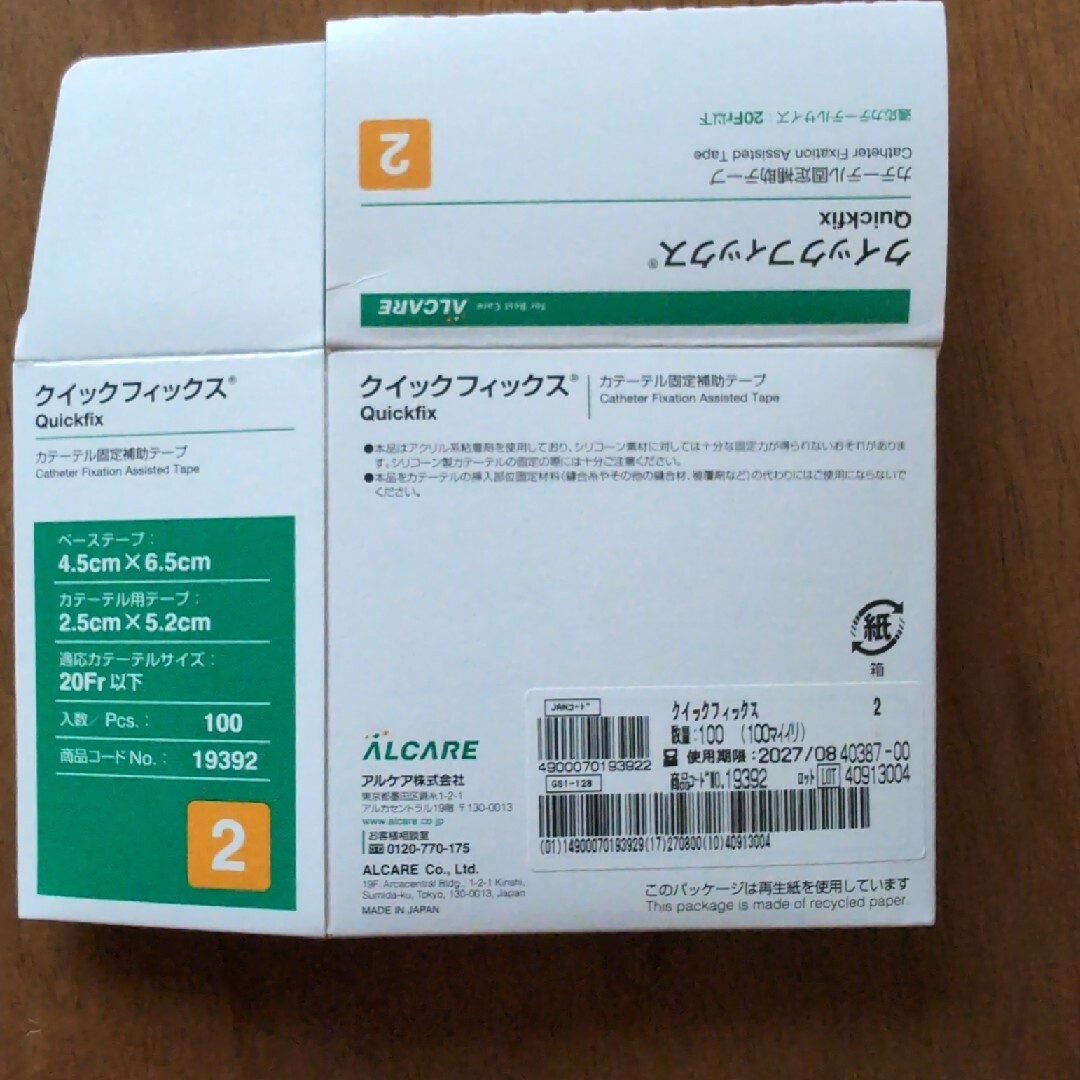 適応カテーテルサイズ：20Fr以下
Catheter Fixation Assisted Tape
カテーテル固定補助テープ
2
Quickfix
クイックフィックス®
ALCARE for Best Care
クイックフィックス®
Quickfix
カテーテル固定補助テープ
Catheter Fixation Assisted Tape
ベーステープ：
4.5cm×6.5cm
カテーテル用テープ：
2.5cm×5.2cm
適応カテーテルサイズ：
20Fr以下
入数／Pcs.： 100
商品コードNo.： 19392
2
クイックフィックス®
Quickfix
カテーテル固定補助テープ
Catheter Fixation Assisted Tape
●本品はアクリル系粘着剤を使用しており、シリコーン素材に対しては十分な固定力が得られないおそれがありま
す。シリコーン製カテーテルの固定の際には十分ご注意ください。
●本品をカテーテルの挿入部位固定材料（縫合糸やその他の縫合材、被覆剤など）の代わりにはご使用にならないで
ください。
紙
箱
ALCARE
アルケア株式会社
東京都墨田区錦糸1-2-1
アルカセントラル19階 〒130-0013
www.alcare.co.jp
お客様相談室
0120-770-175
ALCARE Co., Ltd.
19F. Arcacentral Bldg., 1-2-1 Kinshi,
Sumida-ku, Tokyo, 130-0013, Japan
MADE IN JAPAN
JANコード
4900070193922
クイックフィックス 2
数量:100 (100マイイリ)
使用期限:2027/08 40387-00
商品コードNO.19392 ロット LOT 40913004
GS1-128
(01)14900070193929(17)270800(10)40913004
このパッケージは再生紙を使用しています
This package is made of recycled paper.